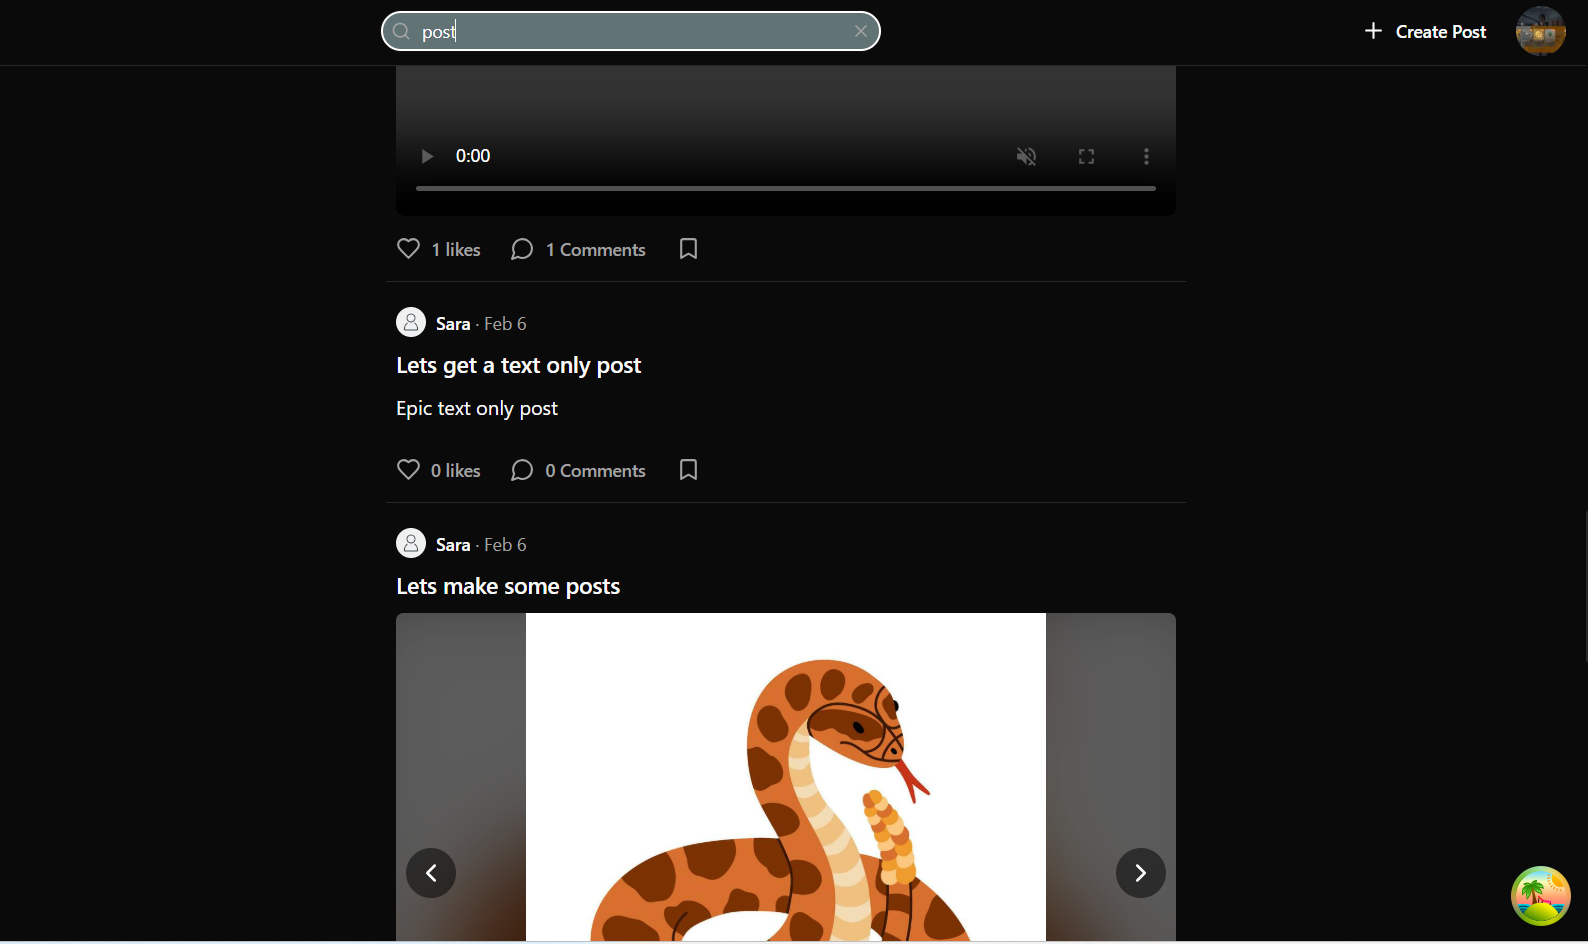 post
Create Post
0:00
1 likes
1 Comments
Sara · Feb 6
Lets get a text only post
Epic text only post
0 likes
0 Comments
Sara · Feb 6
Lets make some posts